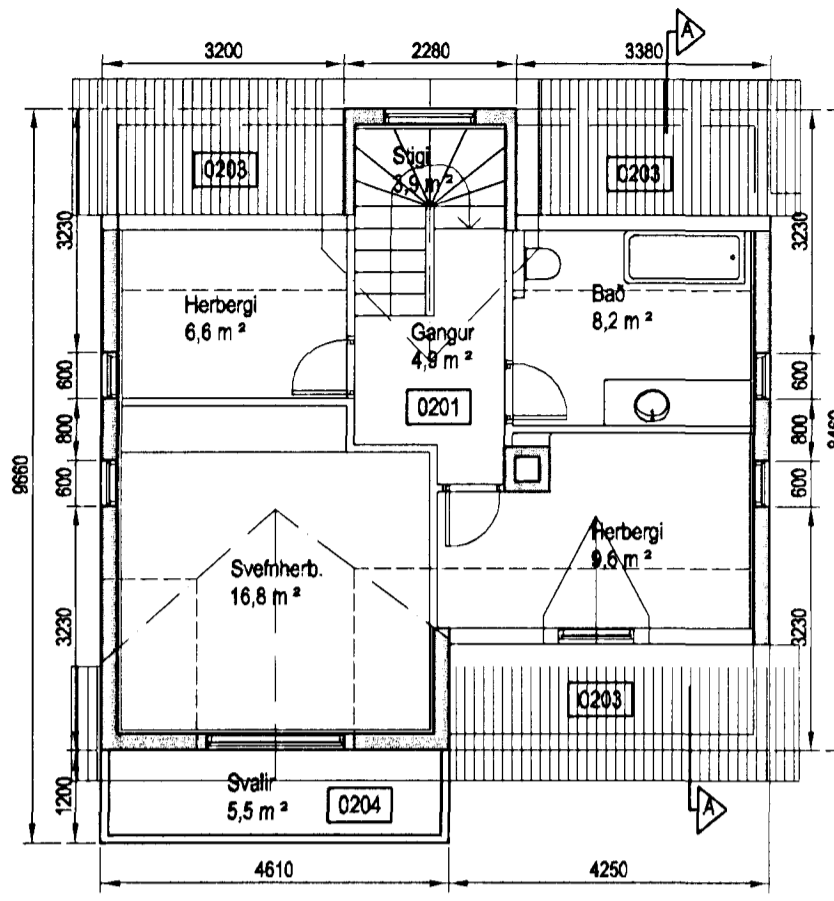 A
3200
2280
3380
0203
Stigi
3,9 m²
0203
3230
3230
Herbergi
6,6 m²
Bað
8,2 m²
Gangur
4,9 m²
600
600
0201
800
800
9660
600
600
Herbergi
9,6 m²
Svefnherb.
16,8 m²
3230
3230
0203
1200
Svalir
5,5 m²
0204
A
4610
4250